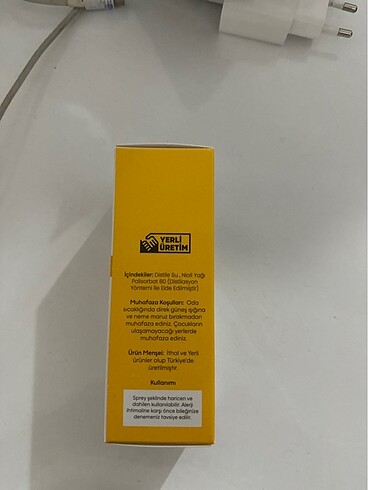 YERLİ
ÜRETİM
İçindekiler: Distile Su , Nioli Yağı
Polisorbat 80 (Distilasyon
Yöntemi İle Elde Edilmiştir)
Muhafaza Koşulları: Oda
sıcaklığında direk güneş ışığına
ve neme maruz bırakmadan
muhafaza ediniz. Çocukların
ulaşamayacağı yerlerde
muhafaza ediniz.
Ürün Menşei: İthal ve Yerli
ürünler olup Türkiye'de
üretilmiştir.
Kullanımı
Sprey şeklinde haricen ve
dahilen kullanılabilir. Alerji
ihtimaline karşı önce bileğinize
denemeniz tavsiye edilir.